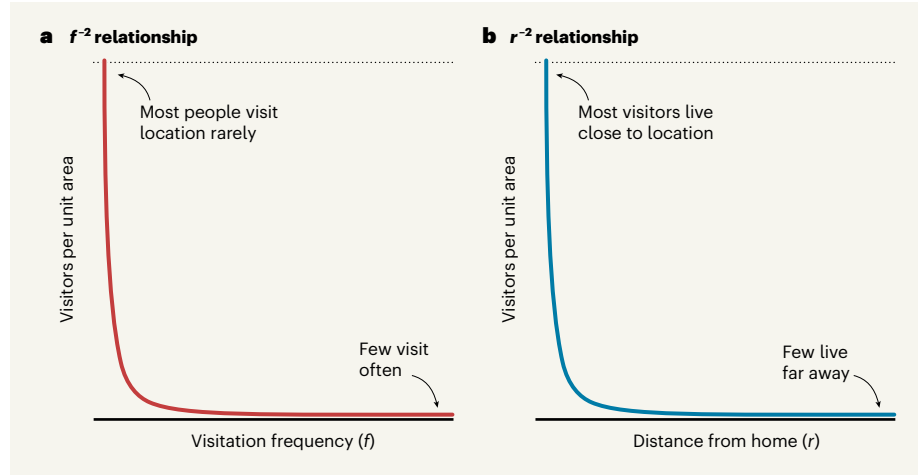 a f⁻² relationship
Most people visit
location rarely
Visitors per unit area
Few visit
often
Visitation frequency (f)
b r⁻² relationship
Most visitors live
close to location
Visitors per unit area
Few live
far away
Distance from home (r)